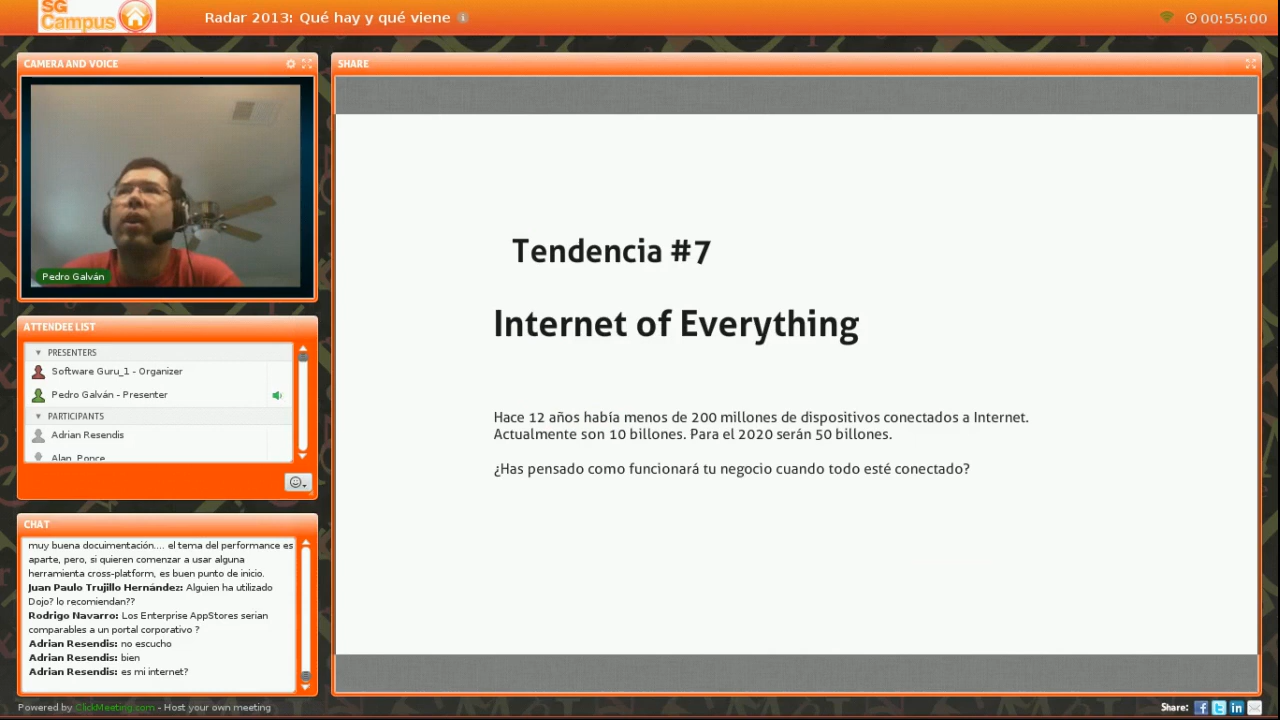 SG
Campus
Radar 2013: Qué hay y qué viene
00:55:00
CAMERA AND VOICE
Pedro Galván
ATTENDEE LIST
PRESENTERS
Software Guru_1 - Organizer
Pedro Galván - Presenter
PARTICIPANTS
Adrian Resendis
Alan Ponce
CHAT
muy buena docuimentación.... el tema del performance es
aparte, pero, si quieren comenzar a usar alguna
herramienta cross-platform, es buen punto de inicio.
Juan Paulo Trujillo Hernández: Alguien ha utilizado
Dojo? lo recomiendan??
Rodrigo Navarro: Los Enterprise AppStores serian
comparables a un portal corporativo ?
Adrian Resendis: no escucho
Adrian Resendis: bien
Adrian Resendis: es mi internet?
SHARE
Tendencia #7
Internet of Everything
Hace 12 años había menos de 200 millones de dispositivos conectados a Internet.
Actualmente son 10 billones. Para el 2020 serán 50 billones.
¿Has pensado como funcionará tu negocio cuando todo esté conectado?
Powered by ClickMeeting.com - Host your own meeting
Share: